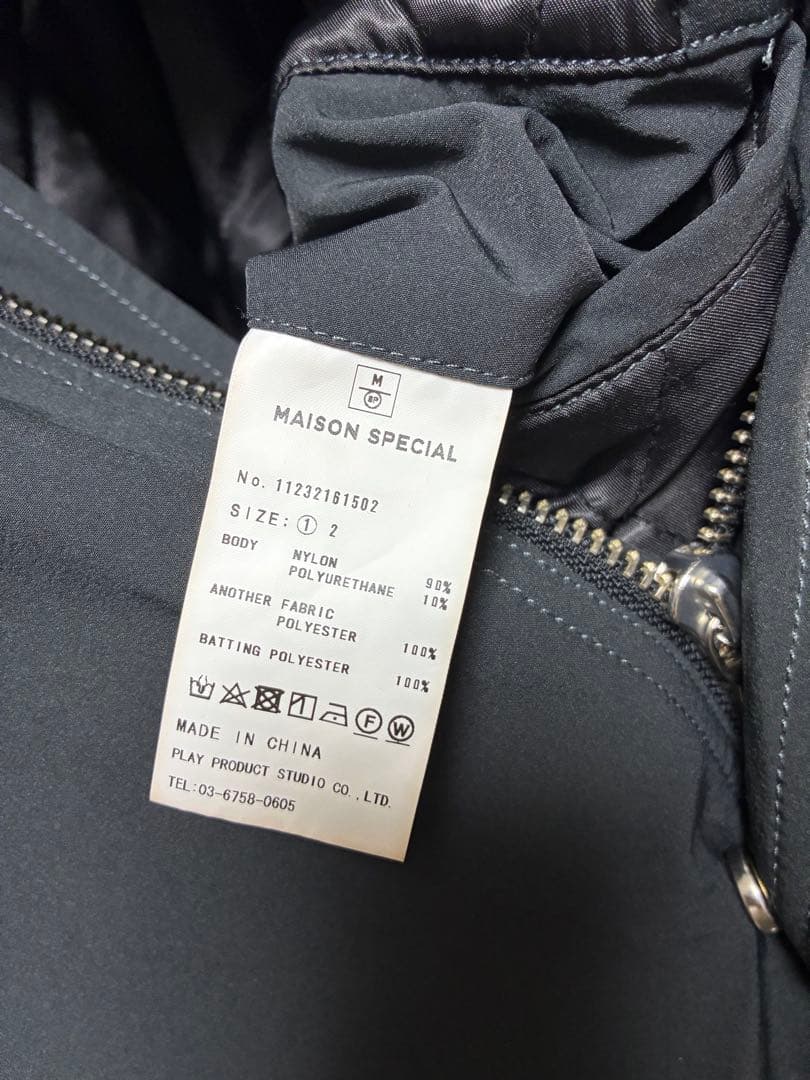 M
SP
MAISON SPECIAL
No. 11232161502
SIZE: ① 2
BODY NYLON 90%
POLYURETHANE 10%
ANOTHER FABRIC
POLYESTER 100%
BATTING POLYESTER 100%
F W
MADE IN CHINA
PLAY PRODUCT STUDIO CO.,LTD.
TEL:03-6758-0605